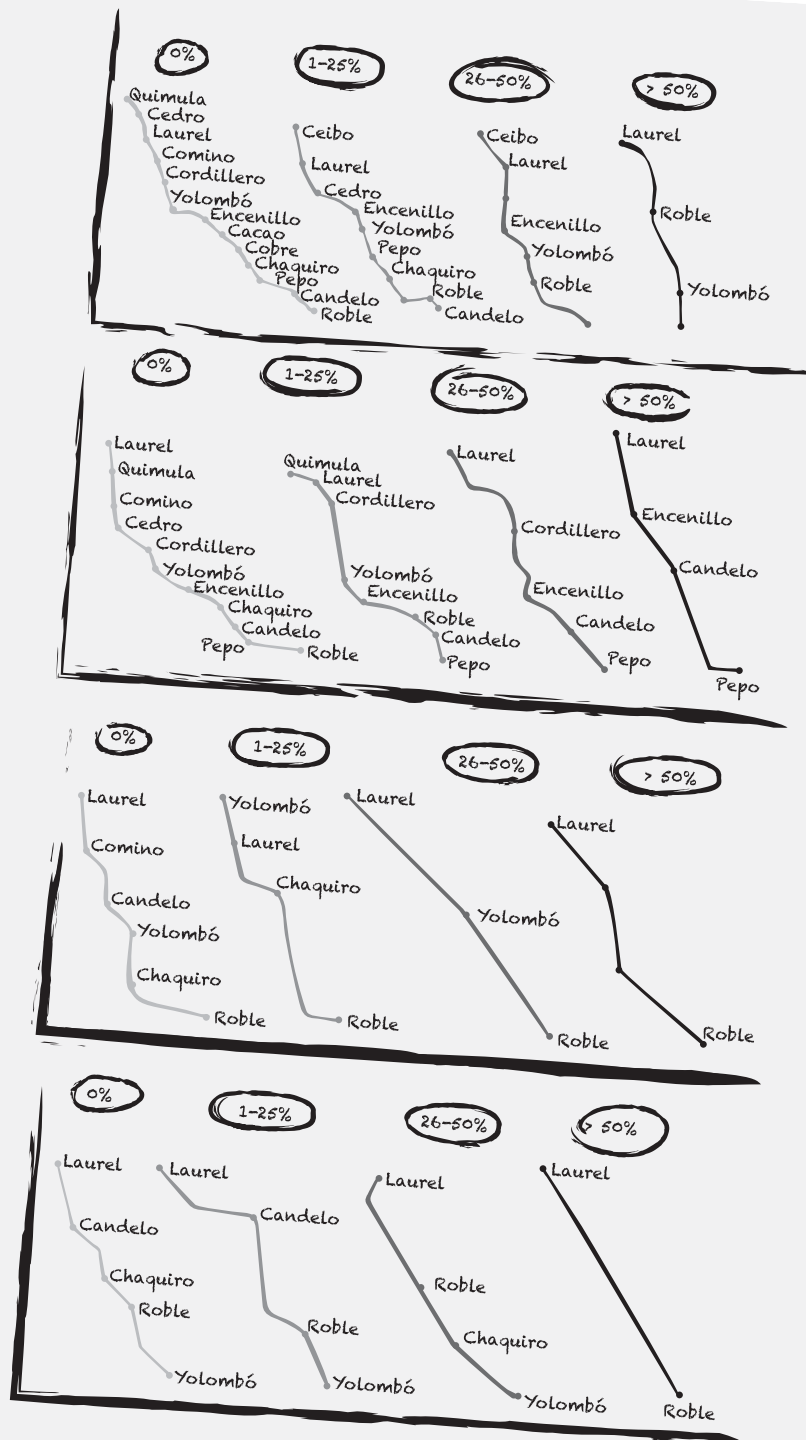 0%
1–25%
26–50%
> 50%
Quimula
Cedro
Laurel
Comino
Cordillero
Yolombó
Encenillo
Cacao
Cobre
Chaquiro
Pepo
Candelo
Roble
Ceibo
Laurel
Cedro
Encenillo
Yolombó
Pepo
Chaquiro
Roble
Candelo
Ceibo
Laurel
Encenillo
Yolombó
Roble
Laurel
Roble
Yolombó
0%
1–25%
26–50%
> 50%
Laurel
Quimula
Comino
Cedro
Cordillero
Yolombó
Encenillo
Chaquiro
Candelo
Pepo
Roble
Quimula
Laurel
Cordillero
Yolombó
Encenillo
Roble
Candelo
Pepo
Laurel
Cordillero
Encenillo
Candelo
Pepo
Laurel
Encenillo
Candelo
Pepo
0%
1–25%
26–50%
> 50%
Laurel
Comino
Candelo
Yolombó
Chaquiro
Roble
Yolombó
Laurel
Chaquiro
Roble
Laurel
Yolombó
Roble
Laurel
Roble
0%
1–25%
26–50%
> 50%
Laurel
Candelo
Chaquiro
Roble
Yolombó
Laurel
Candelo
Roble
Yolombó
Laurel
Roble
Chaquiro
Yolombó
Laurel
Roble